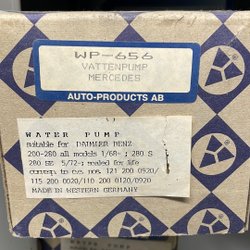 WP-656
VATTENPUMP
MERCEDES
AUTO-PRODUCTS AB
WATER PUMP
suitable for DAIMLER BENZ
200-280 all models 1/68- ; 280 S
280 SE 5/72-; sealed for life
corresp. to o.e. nos. 121 200 0920/
115 200 0020/110 200 0120/0920
MADE IN WESTERN GERMANY